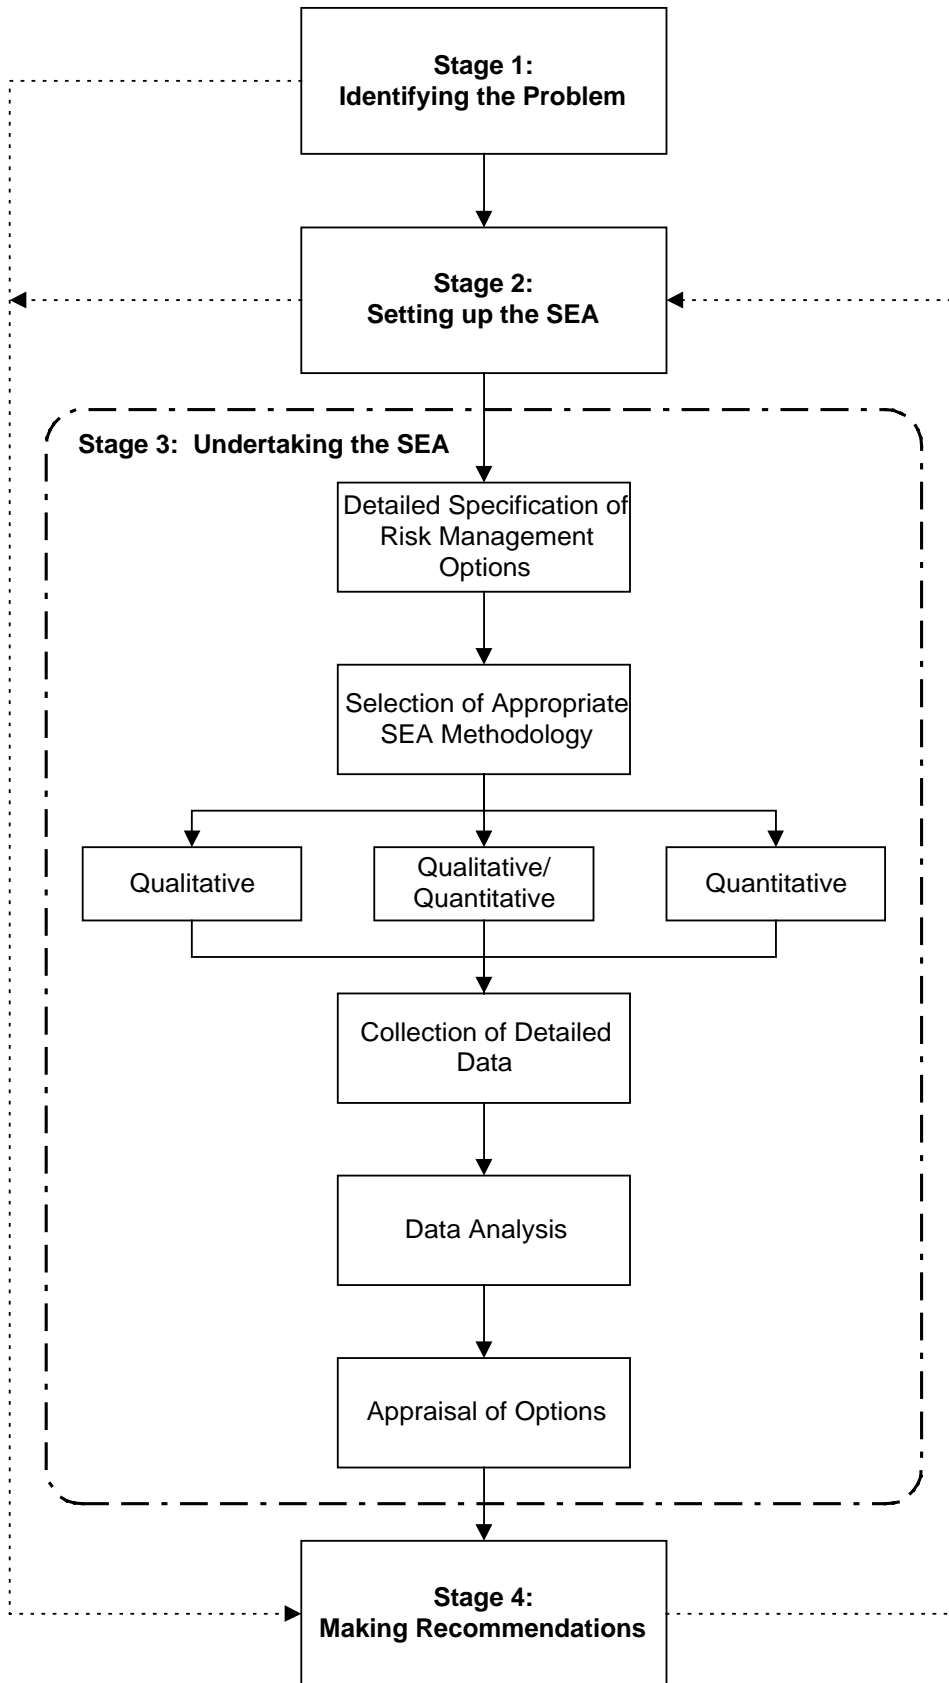 Stage 1:
Identifying the Problem
Stage 2:
Setting up the SEA
Stage 3:  Undertaking the SEA
Detailed Specification of
Risk Management
Options
Selection of Appropriate
SEA Methodology
Qualitative
Qualitative/
Quantitative
Quantitative
Collection of Detailed
Data
Data Analysis
Appraisal of Options
Stage 4:
Making Recommendations